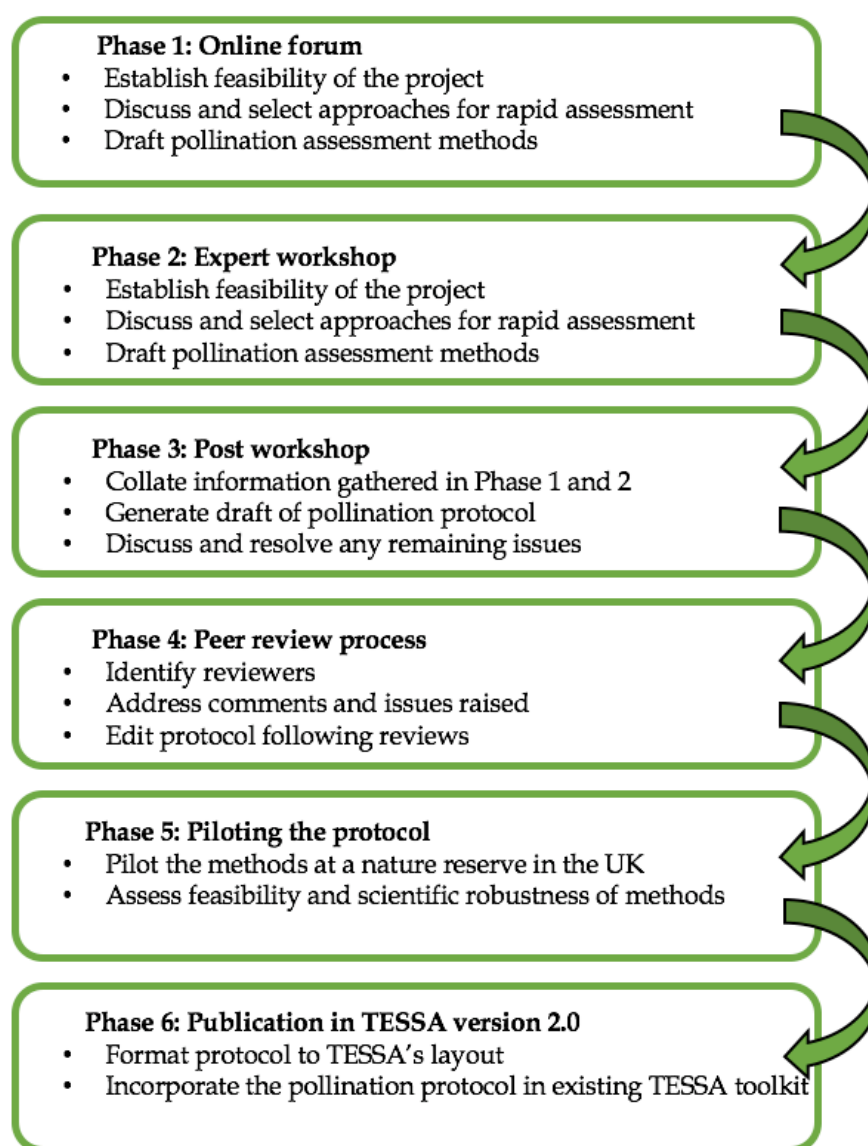 Phase 1: Online forum
• Establish feasibility of the project
• Discuss and select approaches for rapid assessment
• Draft pollination assessment methods
Phase 2: Expert workshop
• Establish feasibility of the project
• Discuss and select approaches for rapid assessment
• Draft pollination assessment methods
Phase 3: Post workshop
• Collate information gathered in Phase 1 and 2
• Generate draft of pollination protocol
• Discuss and resolve any remaining issues
Phase 4: Peer review process
• Identify reviewers
• Address comments and issues raised
• Edit protocol following reviews
Phase 5: Piloting the protocol
• Pilot the methods at a nature reserve in the UK
• Assess feasibility and scientific robustness of methods
Phase 6: Publication in TESSA version 2.0
• Format protocol to TESSA’s layout
• Incorporate the pollination protocol in existing TESSA toolkit